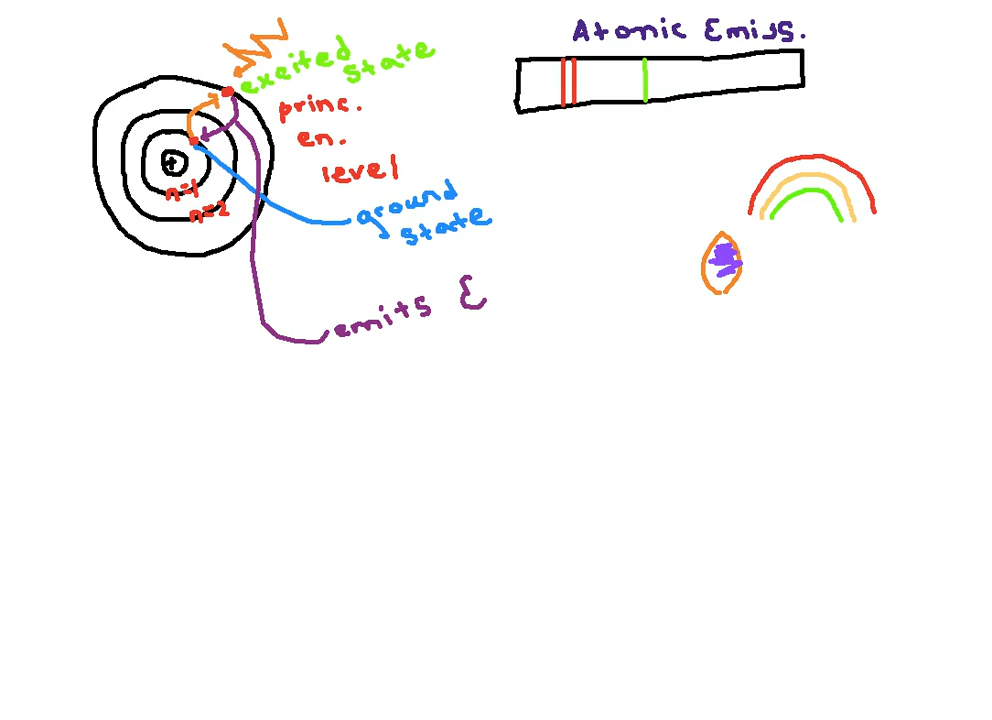 Atomic Emiss.
excited
state
princ.
en.
level
+
n=1
n=2
ground
state
emits E